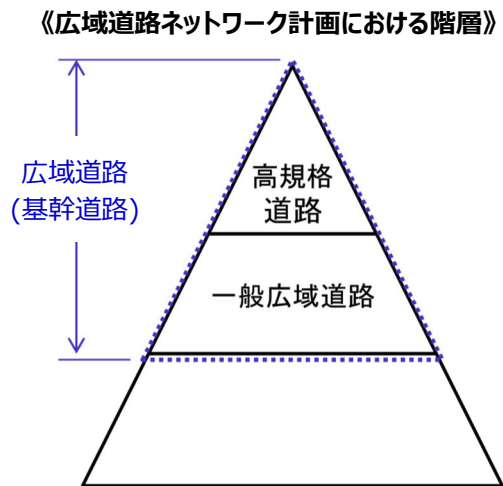 《広域道路ネットワーク計画における階層》
広域道路
(基幹道路)
高規格
道路
一般広域道路